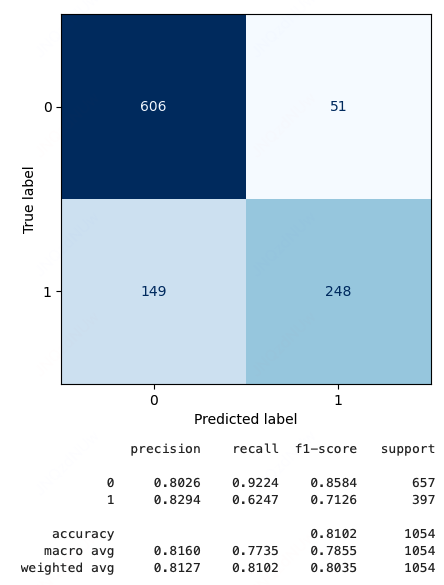 0
606
51
True label
1
149
248
0
1
Predicted label
precision recall f1-score support
0 0.8026 0.9224 0.8584 657
1 0.8294 0.6247 0.7126 397
accuracy 0.8102 1054
macro avg 0.8160 0.7735 0.7855 1054
weighted avg 0.8127 0.8102 0.8035 1054